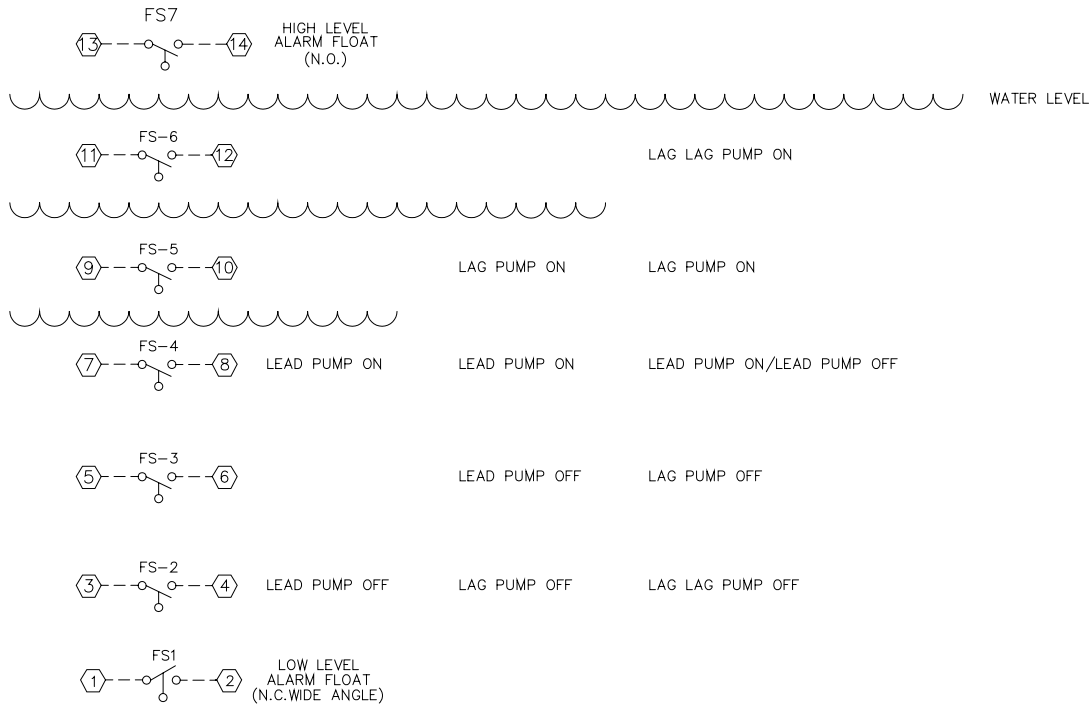 FS7
13 14
HIGH LEVEL
ALARM FLOAT
(N.O.)
WATER LEVEL
FS-6
11 12 LAG LAG PUMP ON
FS-5
9 10 LAG PUMP ON LAG PUMP ON
FS-4
7 8 LEAD PUMP ON LEAD PUMP ON LEAD PUMP ON/LEAD PUMP OFF
FS-3
5 6 LEAD PUMP OFF LAG PUMP OFF
FS-2
3 4 LEAD PUMP OFF LAG PUMP OFF LAG LAG PUMP OFF
FS1
1 2
LOW LEVEL
ALARM FLOAT
(N.C.WIDE ANGLE)